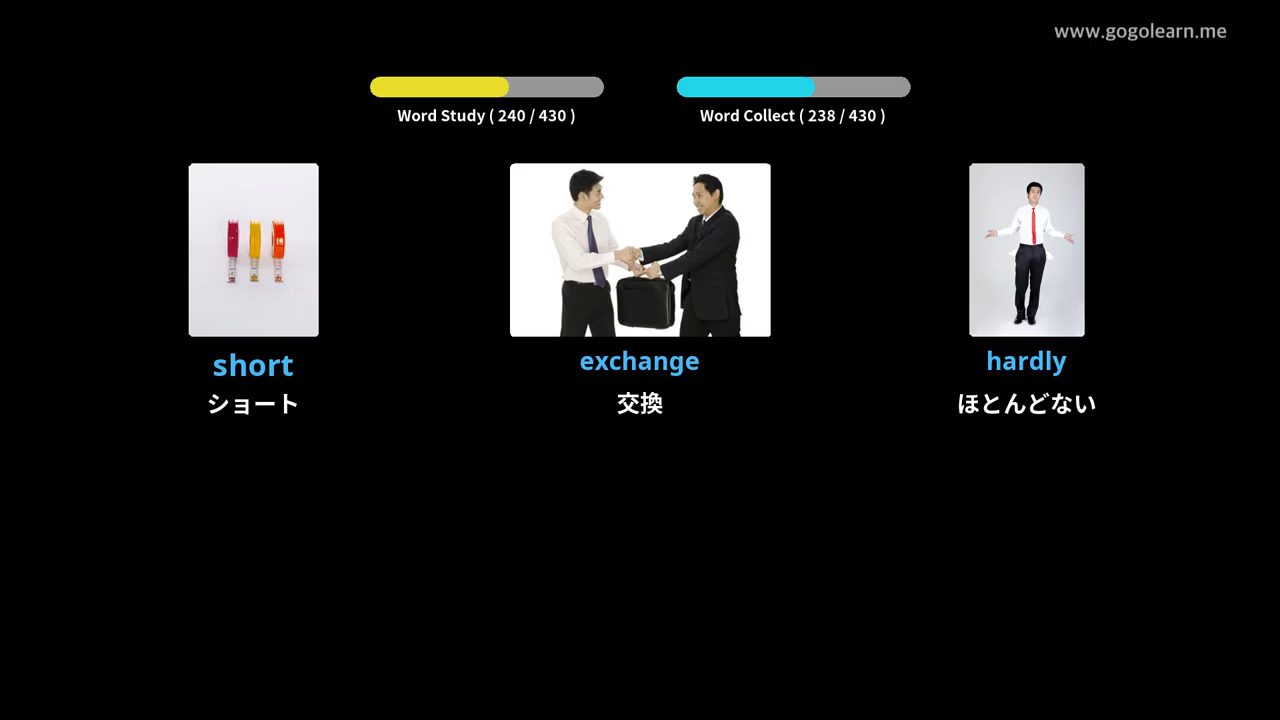 www.gogolearn.me
Word Study ( 240 / 430 )
Word Collect ( 238 / 430 )
short
ショート
exchange
交換
hardly
ほとんどない